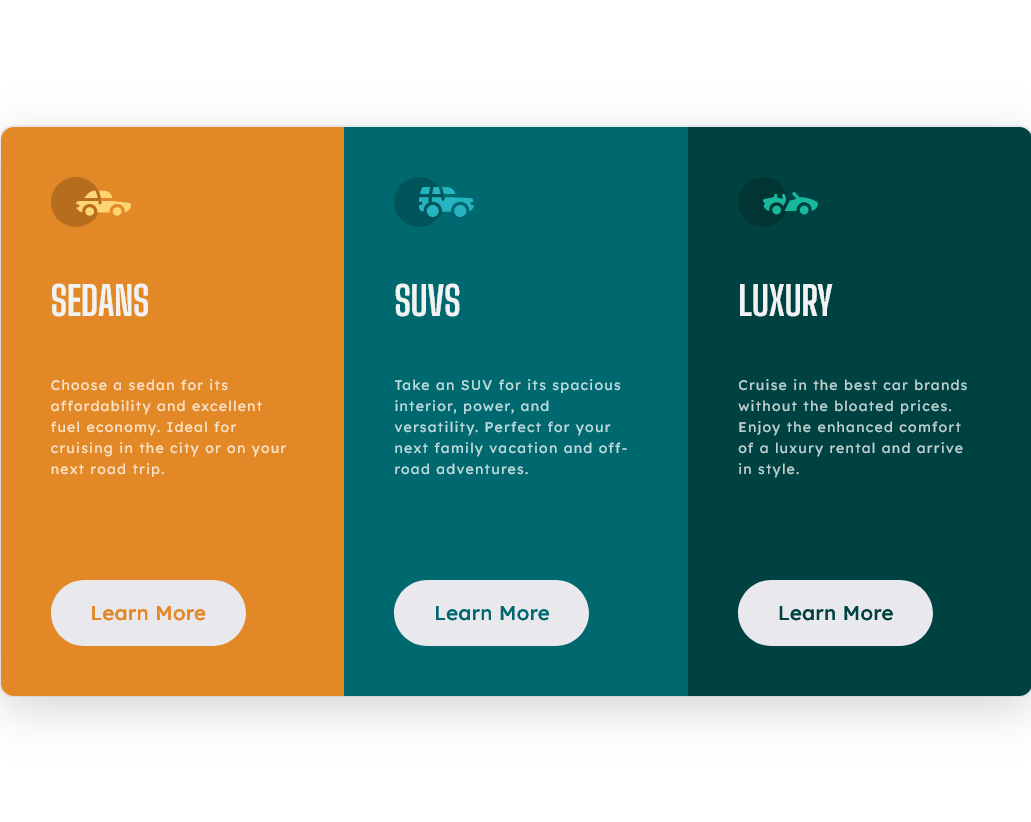 SEDANS
Choose a sedan for its
affordability and excellent
fuel economy. Ideal for
cruising in the city or on your
next road trip.
Learn More
SUVS
Take an SUV for its spacious
interior, power, and
versatility. Perfect for your
next family vacation and off-
road adventures.
Learn More
LUXURY
Cruise in the best car brands
without the bloated prices.
Enjoy the enhanced comfort
of a luxury rental and arrive
in style.
Learn More